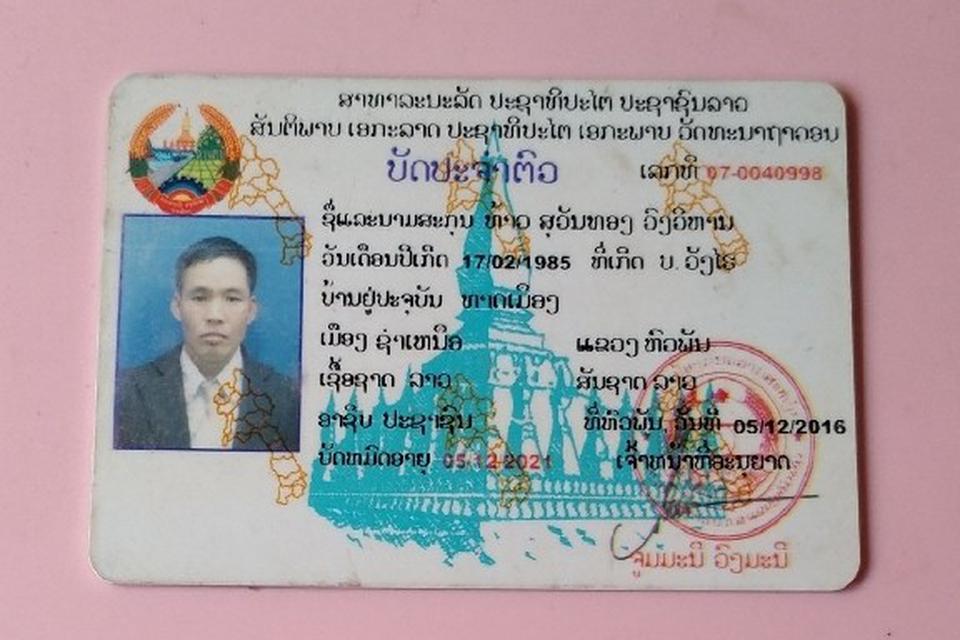 ສາທາລະນະລັດ ປະຊາທິປະໄຕ ປະຊາຊົນລາວ
ສັນຕິພາບ ເອກະລາດ ປະຊາທິປະໄຕ ເອກະພາບ ວັດທະນາຖາວອນ
ບັດປະຈຳຕົວ ເລກທີ 07-0040998
ຊື່ແລະນາມສະກຸນ ທ້າວ ສຸວັນທອງ ວົງວິຫານ
ວັນເດືອນປີເກີດ 17/02/1985 ທີ່ເກີດ ບ. ວັງໄຮ
ບ້ານຢູ່ປະຈຸບັນ ຫາດເມືອງ
ເມືອງ ຊຳເຫນືອ ແຂວງ ຫົວພັນ
ເຊື້ອຊາດ ລາວ ສັນຊາດ ລາວ
ອາຊີບ ປະຊາຊົນ ທີ່ຫົວພັນ, ວັນທີ 05/12/2016
ບັດຫມົດອາຍຸ 05/12/2021 ເຈົ້າຫນ້າທີ່ອະນຸຍາດ
ຈູມມະນີ ວົງມະນີ